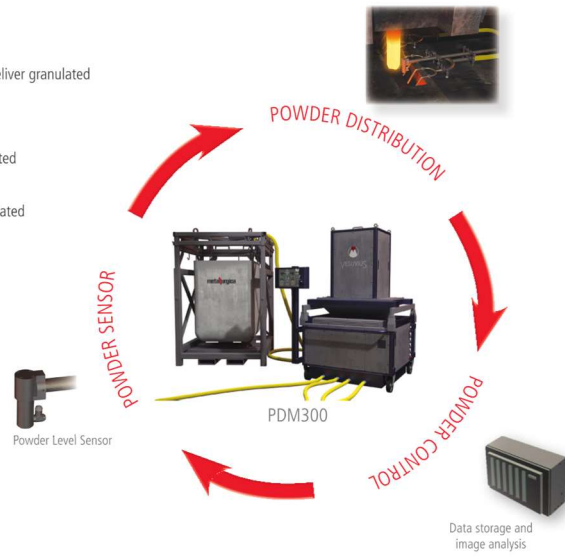 eliver granulated
ted
ated
POWDER DISTRIBUTION
POWDER SENSOR
POWDER CONTROL
PDM300
Powder Level Sensor
Data storage and
image analysis